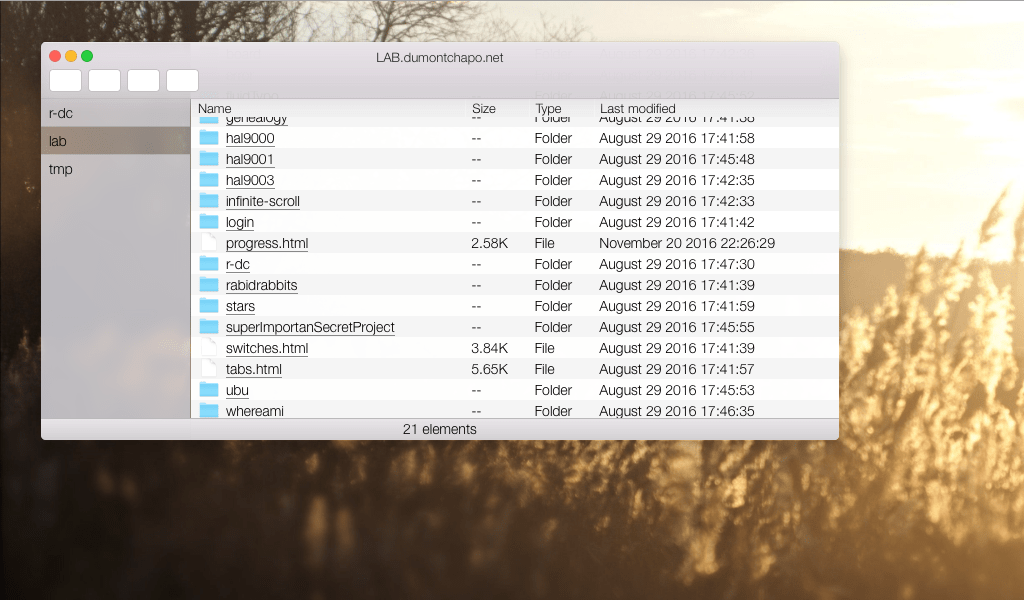 LAB.dumontchapo.net
r-dc
lab
tmp
Name Size Type Last modified
genealogy -- Folder August 29 2016 17:41:38
hal9000 -- Folder August 29 2016 17:41:58
hal9001 -- Folder August 29 2016 17:45:48
hal9003 -- Folder August 29 2016 17:42:35
infinite-scroll -- Folder August 29 2016 17:42:33
login -- Folder August 29 2016 17:41:42
progress.html 2.58K File November 20 2016 22:26:29
r-dc -- Folder August 29 2016 17:47:30
rabidrabbits -- Folder August 29 2016 17:41:39
stars -- Folder August 29 2016 17:41:59
superImportanSecretProject -- Folder August 29 2016 17:45:55
switches.html 3.84K File August 29 2016 17:41:39
tabs.html 5.65K File August 29 2016 17:41:57
ubu -- Folder August 29 2016 17:45:53
whereami -- Folder August 29 2016 17:46:35
21 elements